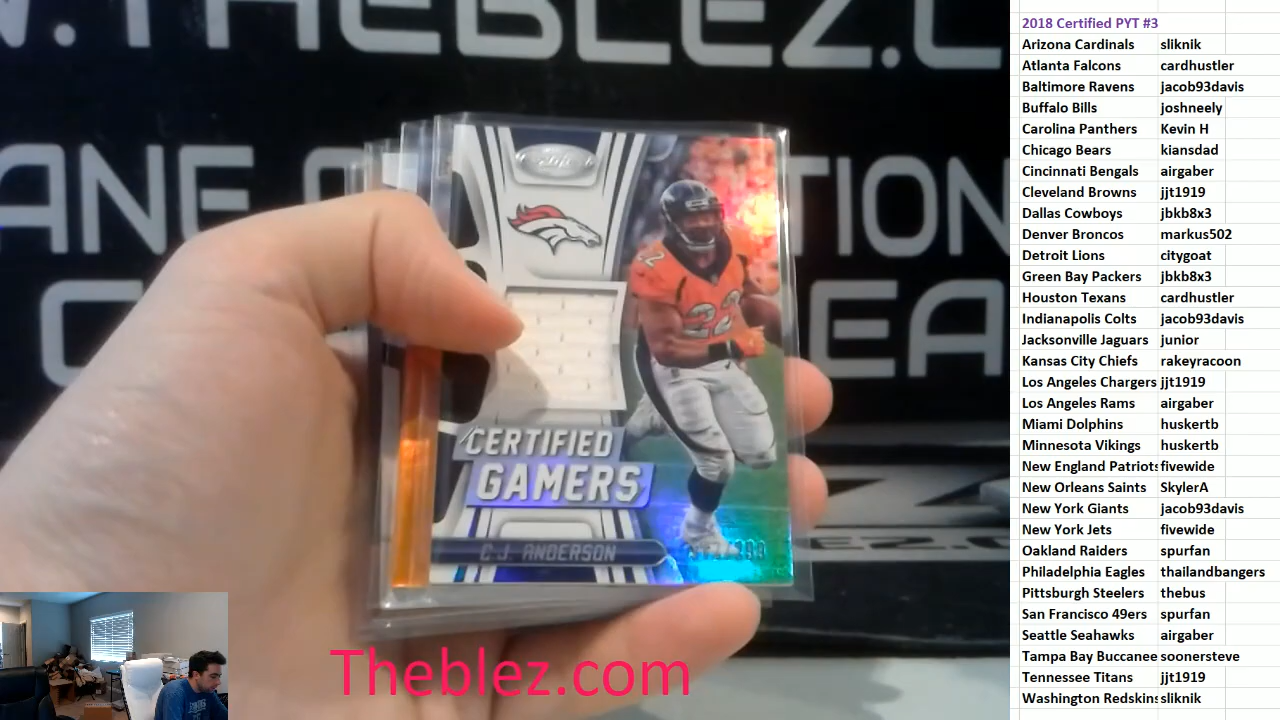 W.THEBLEZ.C
ANE
TION
C
EA
22
22
CERTIFIED
GAMERS
C.J. ANDERSON
Theblez.com
2018 Certified PYT #3
Arizona Cardinals sliknik
Atlanta Falcons cardhustler
Baltimore Ravens jacob93davis
Buffalo Bills joshneely
Carolina Panthers Kevin H
Chicago Bears kiansdad
Cincinnati Bengals airgaber
Cleveland Browns jjt1919
Dallas Cowboys jbkb8x3
Denver Broncos markus502
Detroit Lions citygoat
Green Bay Packers jbkb8x3
Houston Texans cardhustler
Indianapolis Colts jacob93davis
Jacksonville Jaguars junior
Kansas City Chiefs rakeyracoon
Los Angeles Chargers jjt1919
Los Angeles Rams airgaber
Miami Dolphins huskertb
Minnesota Vikings huskertb
New England Patriots fivewide
New Orleans Saints SkylerA
New York Giants jacob93davis
New York Jets fivewide
Oakland Raiders spurfan
Philadelphia Eagles thailandbangers
Pittsburgh Steelers thebus
San Francisco 49ers spurfan
Seattle Seahawks airgaber
Tampa Bay Buccanee soonersteve
Tennessee Titans jjt1919
Washington Redskins sliknik